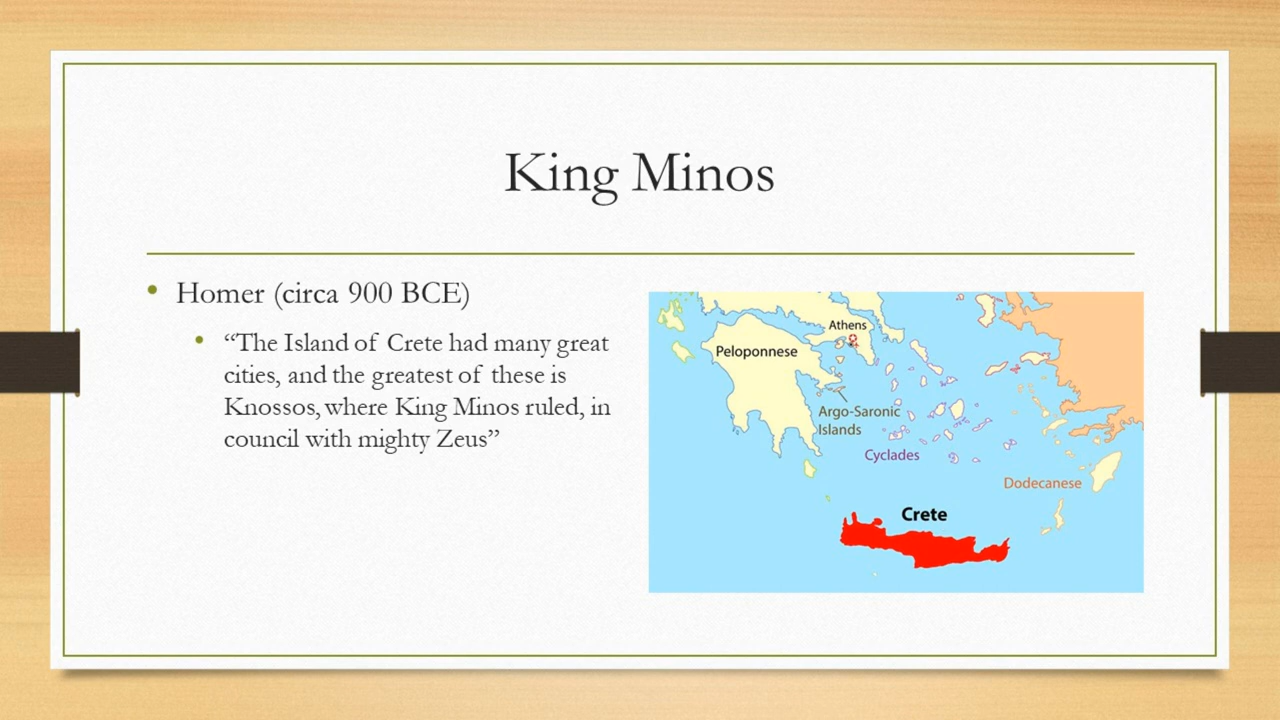 King Minos
Homer (circa 900 BCE)
“The Island of Crete had many great
cities, and the greatest of these is
Knossos, where King Minos ruled, in
council with mighty Zeus”
Athens
Peloponnese
Argo-Saronic
Islands
Cyclades
Dodecanese
Crete